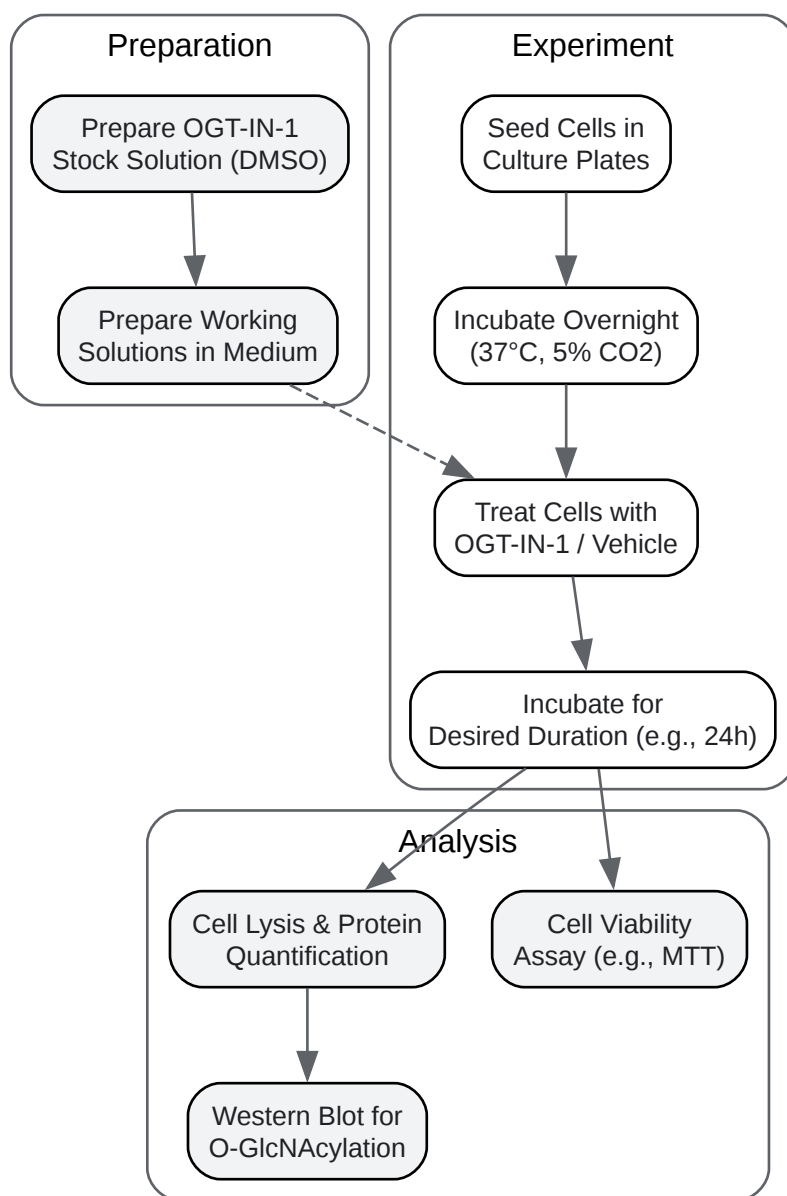 Preparation
Prepare OGT-IN-1
Stock Solution (DMSO)
Prepare Working
Solutions in Medium
Experiment
Seed Cells in
Culture Plates
Incubate Overnight
(37°C, 5% CO2)
Treat Cells with
OGT-IN-1 / Vehicle
Incubate for
Desired Duration (e.g., 24h)
Analysis
Cell Lysis & Protein
Quantification
Cell Viability
Assay (e.g., MTT)
Western Blot for
O-GlcNAcylation